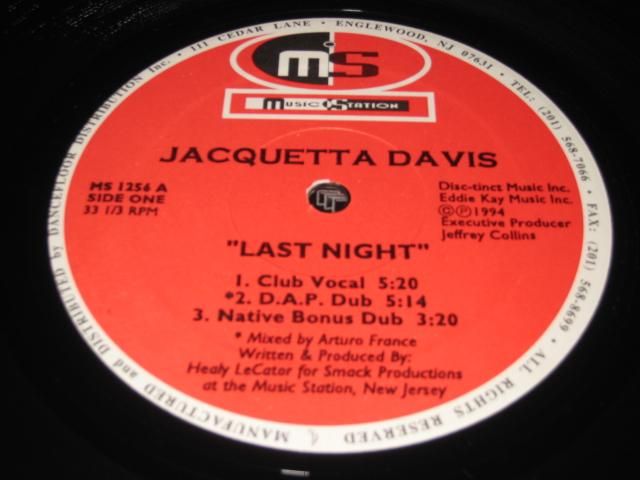 MS
MUSIC STATION
JACQUETTA DAVIS
MS 1256 A
SIDE ONE
33 1/3 RPM
Disc-tinct Music Inc.
Eddie Kay Music Inc.
©℗1994
Executive Producer
Jeffrey Collins
"LAST NIGHT"
1. Club Vocal 5:20
*2. D.A.P. Dub 5:14
3. Native Bonus Dub 3:20
* Mixed by Arturo France
Written & Produced By:
Healy LeCator for Smack Productions
at the Music Station, New Jersey
MANUFACTURED and DISTRIBUTED by DANCEFLOOR DISTRIBUTION Inc. • 111 CEDAR LANE • ENGLEWOOD, NJ 07631 • TEL: (201) 568-7066 • FAX: (201) 568-8699 • ALL RIGHTS RESERVED